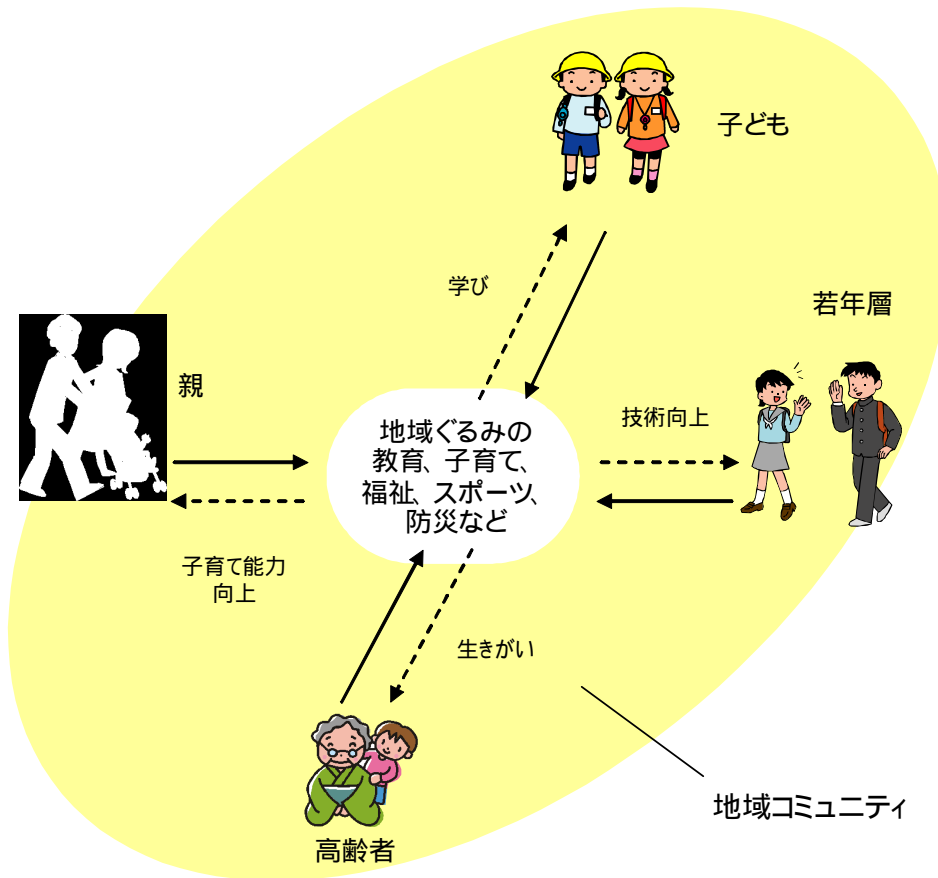 子ども
学び
若年層
親
技術向上
地域ぐるみの
教育、子育て、
福祉、スポーツ、
防災など
子育て能力
向上
生きがい
地域コミュニティ
高齢者